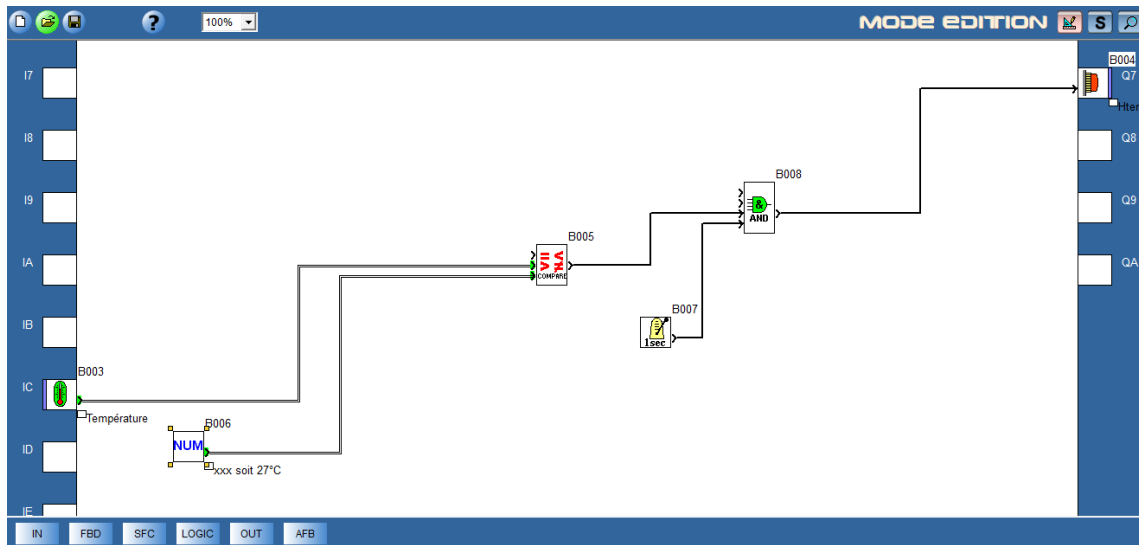 ? 100% MODE EDITION S
B004
I7 Q7
Hter
I8 Q8
B008
I9 Q9
& AND
B005
IA QA
COMPARE
B007
IB
1sec
B003
IC
Température
B006
ID NUM
xxx soit 27°C
IE
IN FBD SFC LOGIC OUT AFB